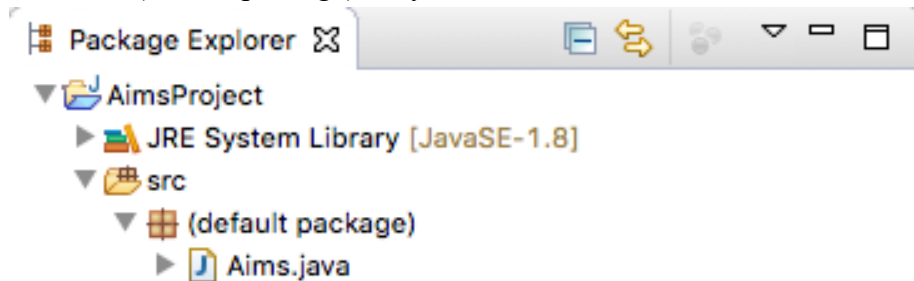 Package Explorer
AimsProject
JRE System Library [JavaSE-1.8]
src
(default package)
Aims.java